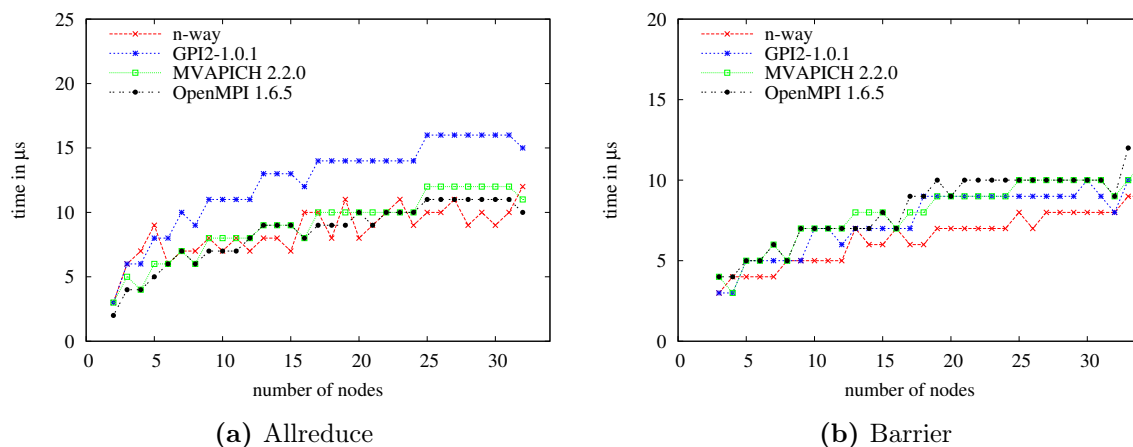 25
20
15
10
5
0
time in µs
0 5 10 15 20 25 30
number of nodes
n-way
GPI2-1.0.1
MVAPICH 2.2.0
OpenMPI 1.6.5
(a) Allreduce
20
15
10
5
0
time in µs
0 5 10 15 20 25 30
number of nodes
n-way
GPI2-1.0.1
MVAPICH 2.2.0
OpenMPI 1.6.5
(b) Barrier